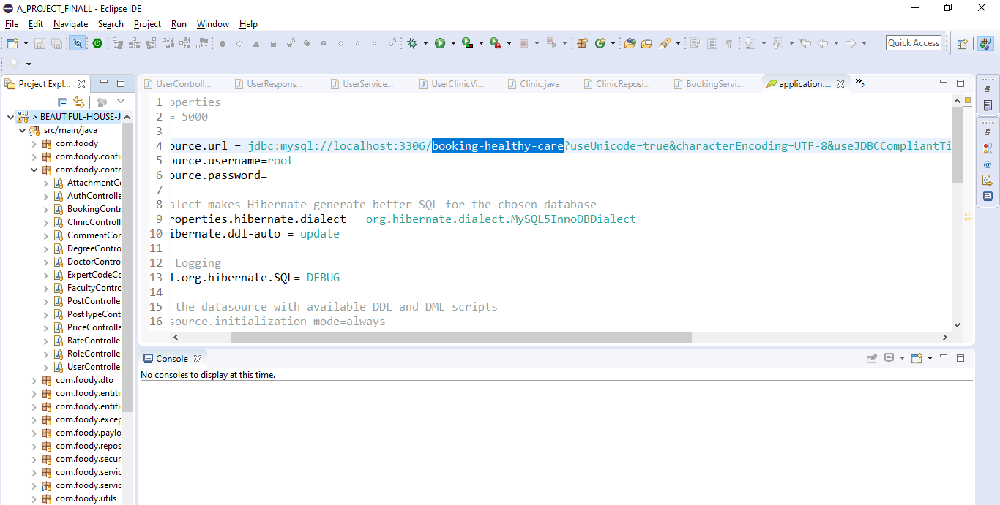 A_PROJECT_FINALL - Eclipse IDE
File Edit Navigate Search Project Run Window Help
Quick Access
Project Expl...
UserControll... UserRespons... UserService... UserClinicVi... Clinic.java ClinicReposi... BookingServi... application.... »2
> BEAUTIFUL-HOUSE-J
src/main/java
com.foody
com.foody.confi
com.foody.contr
AttachmentCo
AuthControlle
BookingContr
ClinicControll
CommentCor
DegreeContro
DoctorContro
ExpertCodeCo
FacultyContro
PostControlle
PostTypeCont
PriceControlle
RateControlle
RoleControlle
UserControlle
com.foody.dto
com.foody.entiti
com.foody.entiti
com.foody.excep
com.foody.paylo
com.foody.repos
com.foody.secur
com.foody.servic
com.foody.servic
com.foody.utils
1 operties
2 = 5000
3
4 ource.url = jdbc:mysql://localhost:3306/booking-healthy-care?useUnicode=true&characterEncoding=UTF-8&useJDBCCompliantTi
5 ource.username=root
6 ource.password=
7
8 alect makes Hibernate generate better SQL for the chosen database
9 roperties.hibernate.dialect = org.hibernate.dialect.MySQL5InnoDBDialect
10 ibernate.ddl-auto = update
11
12 Logging
13 l.org.hibernate.SQL= DEBUG
14
15 the datasource with available DDL and DML scripts
16 source.initialization-mode=always
Console
No consoles to display at this time.